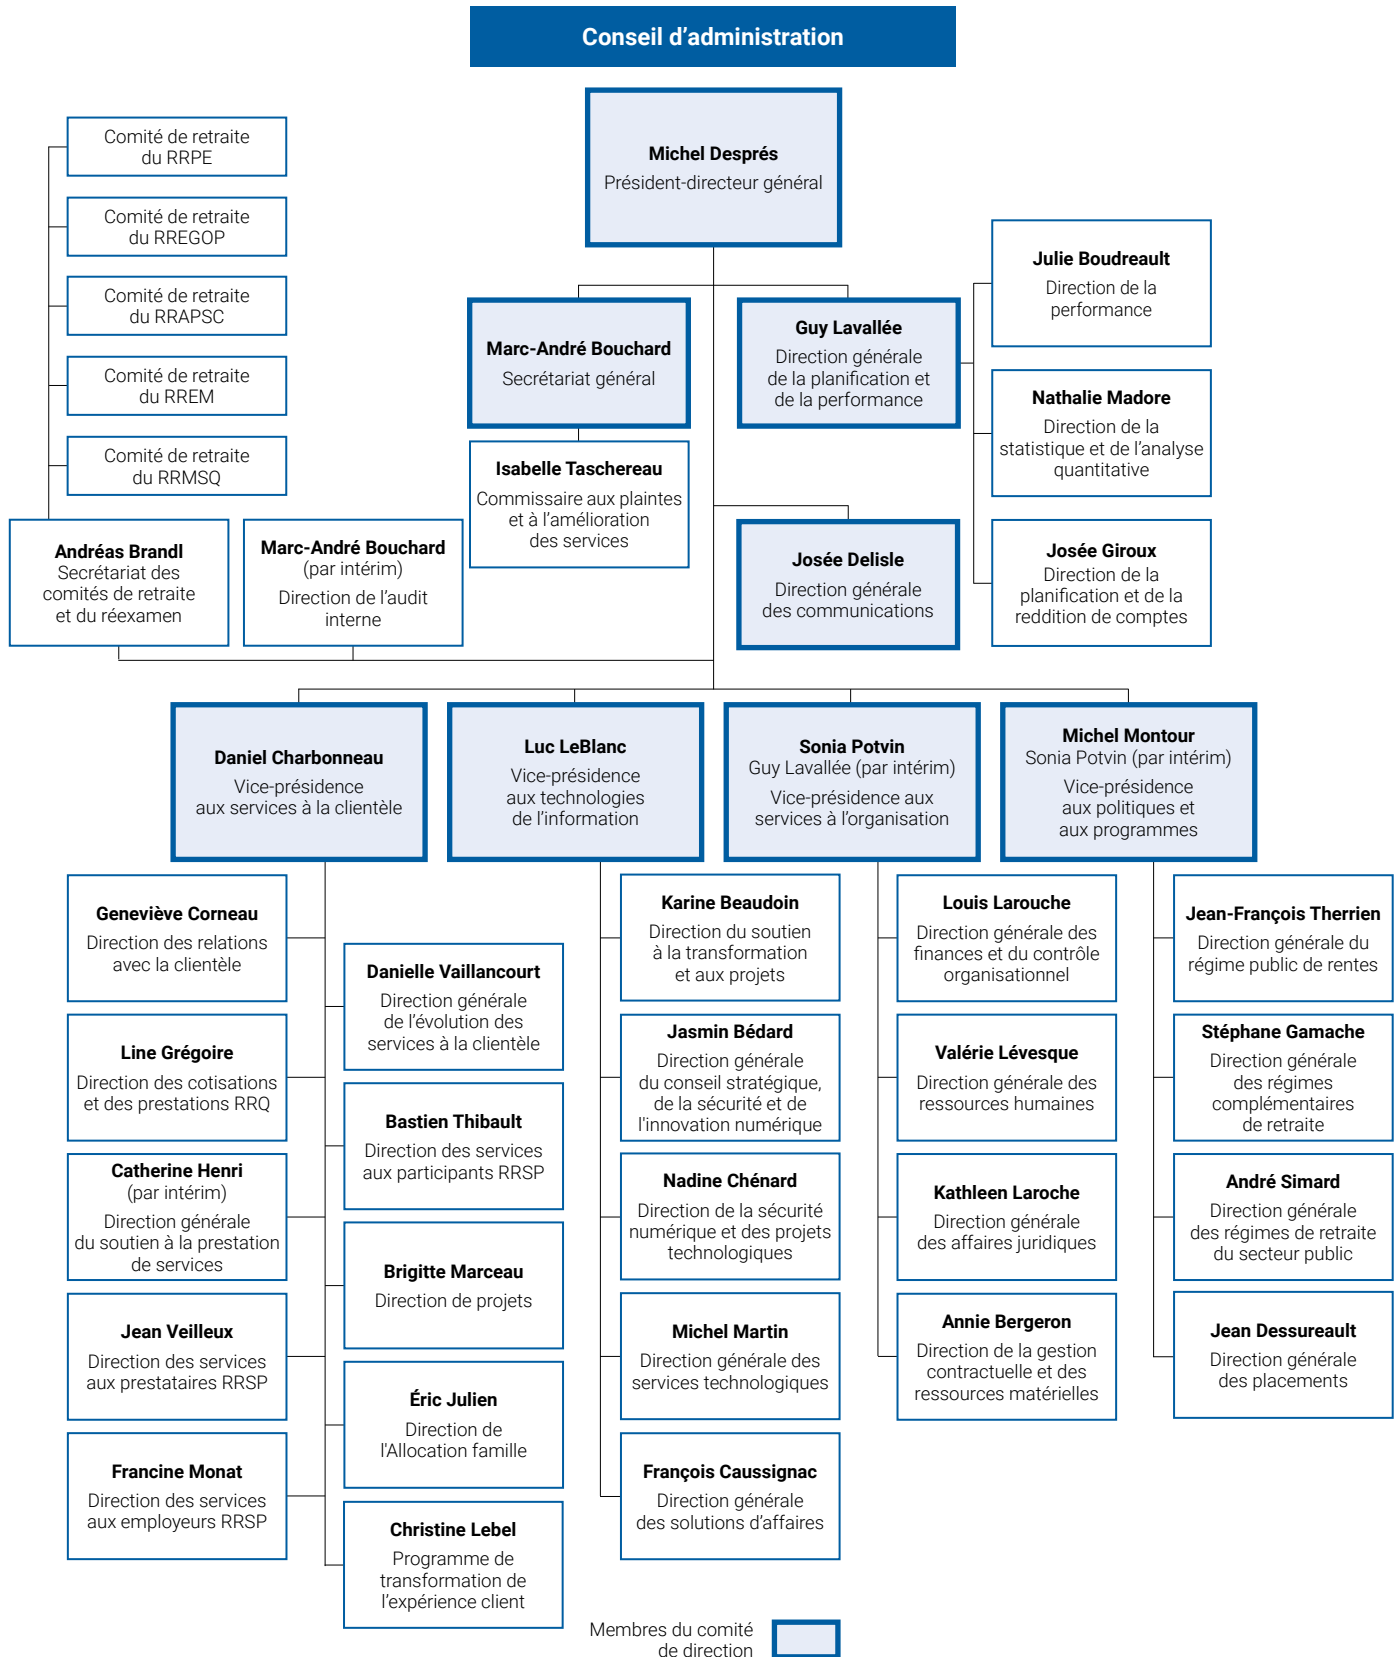 Conseil d’administration
Michel Després
Président-directeur général
Comité de retraite
du RRPE
Comité de retraite
du RREGOP
Comité de retraite
du RRAPSC
Comité de retraite
du RREM
Comité de retraite
du RRMSQ
Marc-André Bouchard
Secrétariat général
Guy Lavallée
Direction générale
de la planification et
de la performance
Julie Boudreault
Direction de la
performance
Nathalie Madore
Direction de la
statistique et de l’analyse
quantitative
Josée Giroux
Direction de la
planification et de la
reddition de comptes
Isabelle Taschereau
Commissaire aux plaintes
et à l’amélioration
des services
Andréas Brandl
Secrétariat des
comités de retraite
et du réexamen
Marc-André Bouchard
(par intérim)
Direction de l’audit
interne
Josée Delisle
Direction générale
des communications
Daniel Charbonneau
Vice-présidence
aux services à la clientèle
Luc LeBlanc
Vice-présidence
aux technologies
de l’information
Sonia Potvin
Guy Lavallée (par intérim)
Vice-présidence aux
services à l’organisation
Michel Montour
Sonia Potvin (par intérim)
Vice-présidence
aux politiques et
aux programmes
Geneviève Corneau
Direction des relations
avec la clientèle
Line Grégoire
Direction des cotisations
et des prestations RRQ
Catherine Henri
(par intérim)
Direction générale
du soutien à la prestation
de services
Jean Veilleux
Direction des services
aux prestataires RRSP
Francine Monat
Direction des services
aux employeurs RRSP
Danielle Vaillancourt
Direction générale
de l’évolution des
services à la clientèle
Bastien Thibault
Direction des services
aux participants RRSP
Brigitte Marceau
Direction de projets
Éric Julien
Direction de
l'Allocation famille
Christine Lebel
Programme de
transformation de
l’expérience client
Karine Beaudoin
Direction du soutien
à la transformation
et aux projets
Jasmin Bédard
Direction générale
du conseil stratégique,
de la sécurité et de
l'innovation numérique
Nadine Chénard
Direction de la sécurité
numérique et des projets
technologiques
Michel Martin
Direction générale des
services technologiques
François Caussignac
Direction générale
des solutions d’affaires
Louis Larouche
Direction générale des
finances et du contrôle
organisationnel
Valérie Lévesque
Direction générale des
ressources humaines
Kathleen Laroche
Direction générale
des affaires juridiques
Annie Bergeron
Direction de la gestion
contractuelle et des
ressources matérielles
Jean-François Therrien
Direction générale du
régime public de rentes
Stéphane Gamache
Direction générale
des régimes
complémentaires
de retraite
André Simard
Direction générale
des régimes de retraite
du secteur public
Jean Dessureault
Direction générale
des placements
Membres du comité
de direction